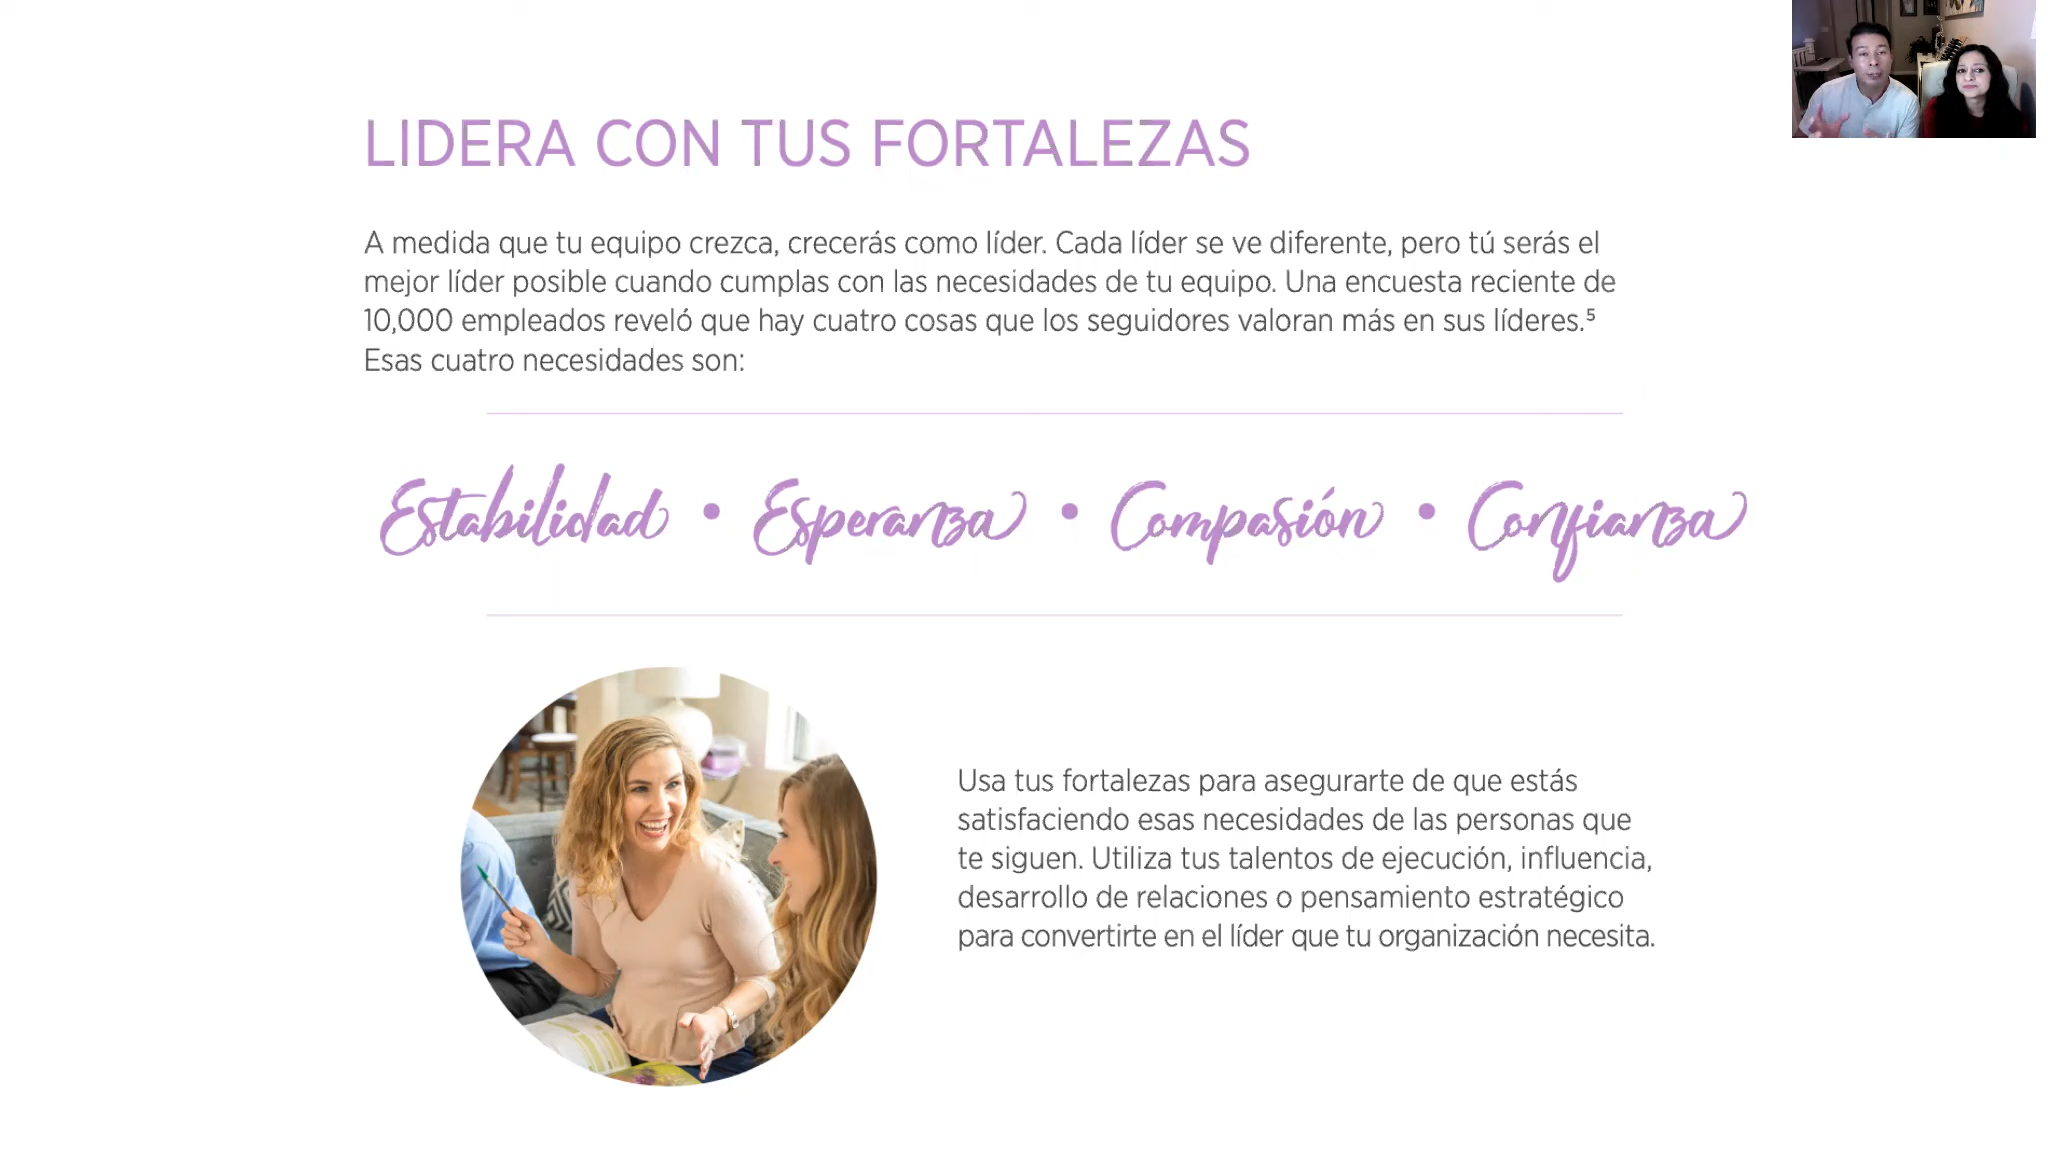 LIDERA CON TUS FORTALEZAS
A medida que tu equipo crezca, crecerás como líder. Cada líder se ve diferente, pero tú serás el
mejor líder posible cuando cumplas con las necesidades de tu equipo. Una encuesta reciente de
10,000 empleados reveló que hay cuatro cosas que los seguidores valoran más en sus líderes.⁵
Esas cuatro necesidades son:
Estabilidad • Esperanza • Compasión • Confianza
Usa tus fortalezas para asegurarte de que estás
satisfaciendo esas necesidades de las personas que
te siguen. Utiliza tus talentos de ejecución, influencia,
desarrollo de relaciones o pensamiento estratégico
para convertirte en el líder que tu organización necesita.